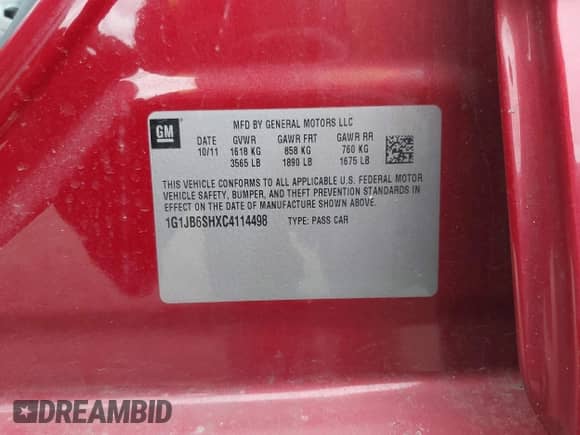 GM
MFD BY GENERAL MOTORS LLC
DATE GVWR GAWR FRT GAWR RR
10/11 1618 KG 858 KG 760 KG
3565 LB 1890 LB 1675 LB
THIS VEHICLE CONFORMS TO ALL APPLICABLE U.S. FEDERAL MOTOR
VEHICLE SAFETY, BUMPER, AND THEFT PREVENTION STANDARDS IN
EFFECT ON THE DATE OF MANUFACTURE SHOWN ABOVE.
1G1JB6SHXC4114498 TYPE: PASS CAR
DREAMBID